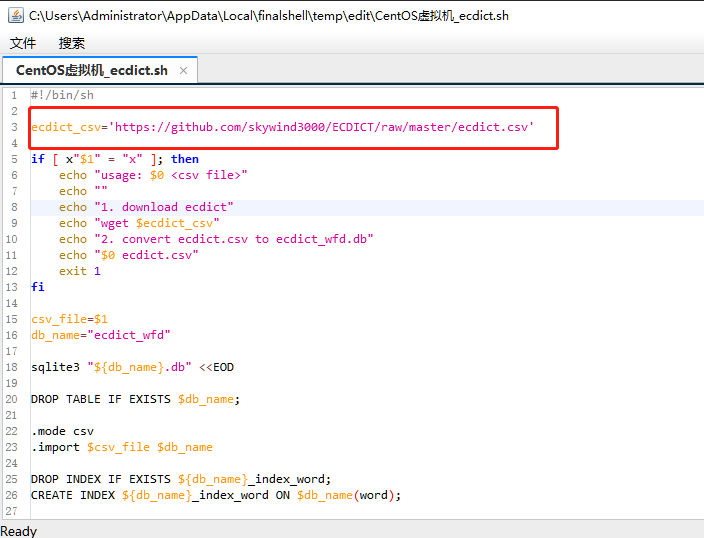 C:\Users\Administrator\AppData\Local\finalshell\temp\edit\CentOS虚拟机_ecdict.sh
文件 搜索
CentOS虚拟机_ecdict.sh ×
1 #!/bin/sh
2
3 ecdict_csv='https://github.com/skywind3000/ECDICT/raw/master/ecdict.csv'
4
5 if [ x"$1" = "x" ]; then
6     echo "usage: $0 <csv file>"
7     echo ""
8     echo "1. download ecdict"
9     echo "wget $ecdict_csv"
10     echo "2. convert ecdict.csv to ecdict_wfd.db"
11     echo "$0 ecdict.csv"
12     exit 1
13 fi
14
15 csv_file=$1
16 db_name="ecdict_wfd"
17
18 sqlite3 "${db_name}.db" <<EOD
19
20 DROP TABLE IF EXISTS $db_name;
21
22 .mode csv
23 .import $csv_file $db_name
24
25 DROP INDEX IF EXISTS ${db_name}_index_word;
26 CREATE INDEX ${db_name}_index_word ON $db_name(word);
27
Ready